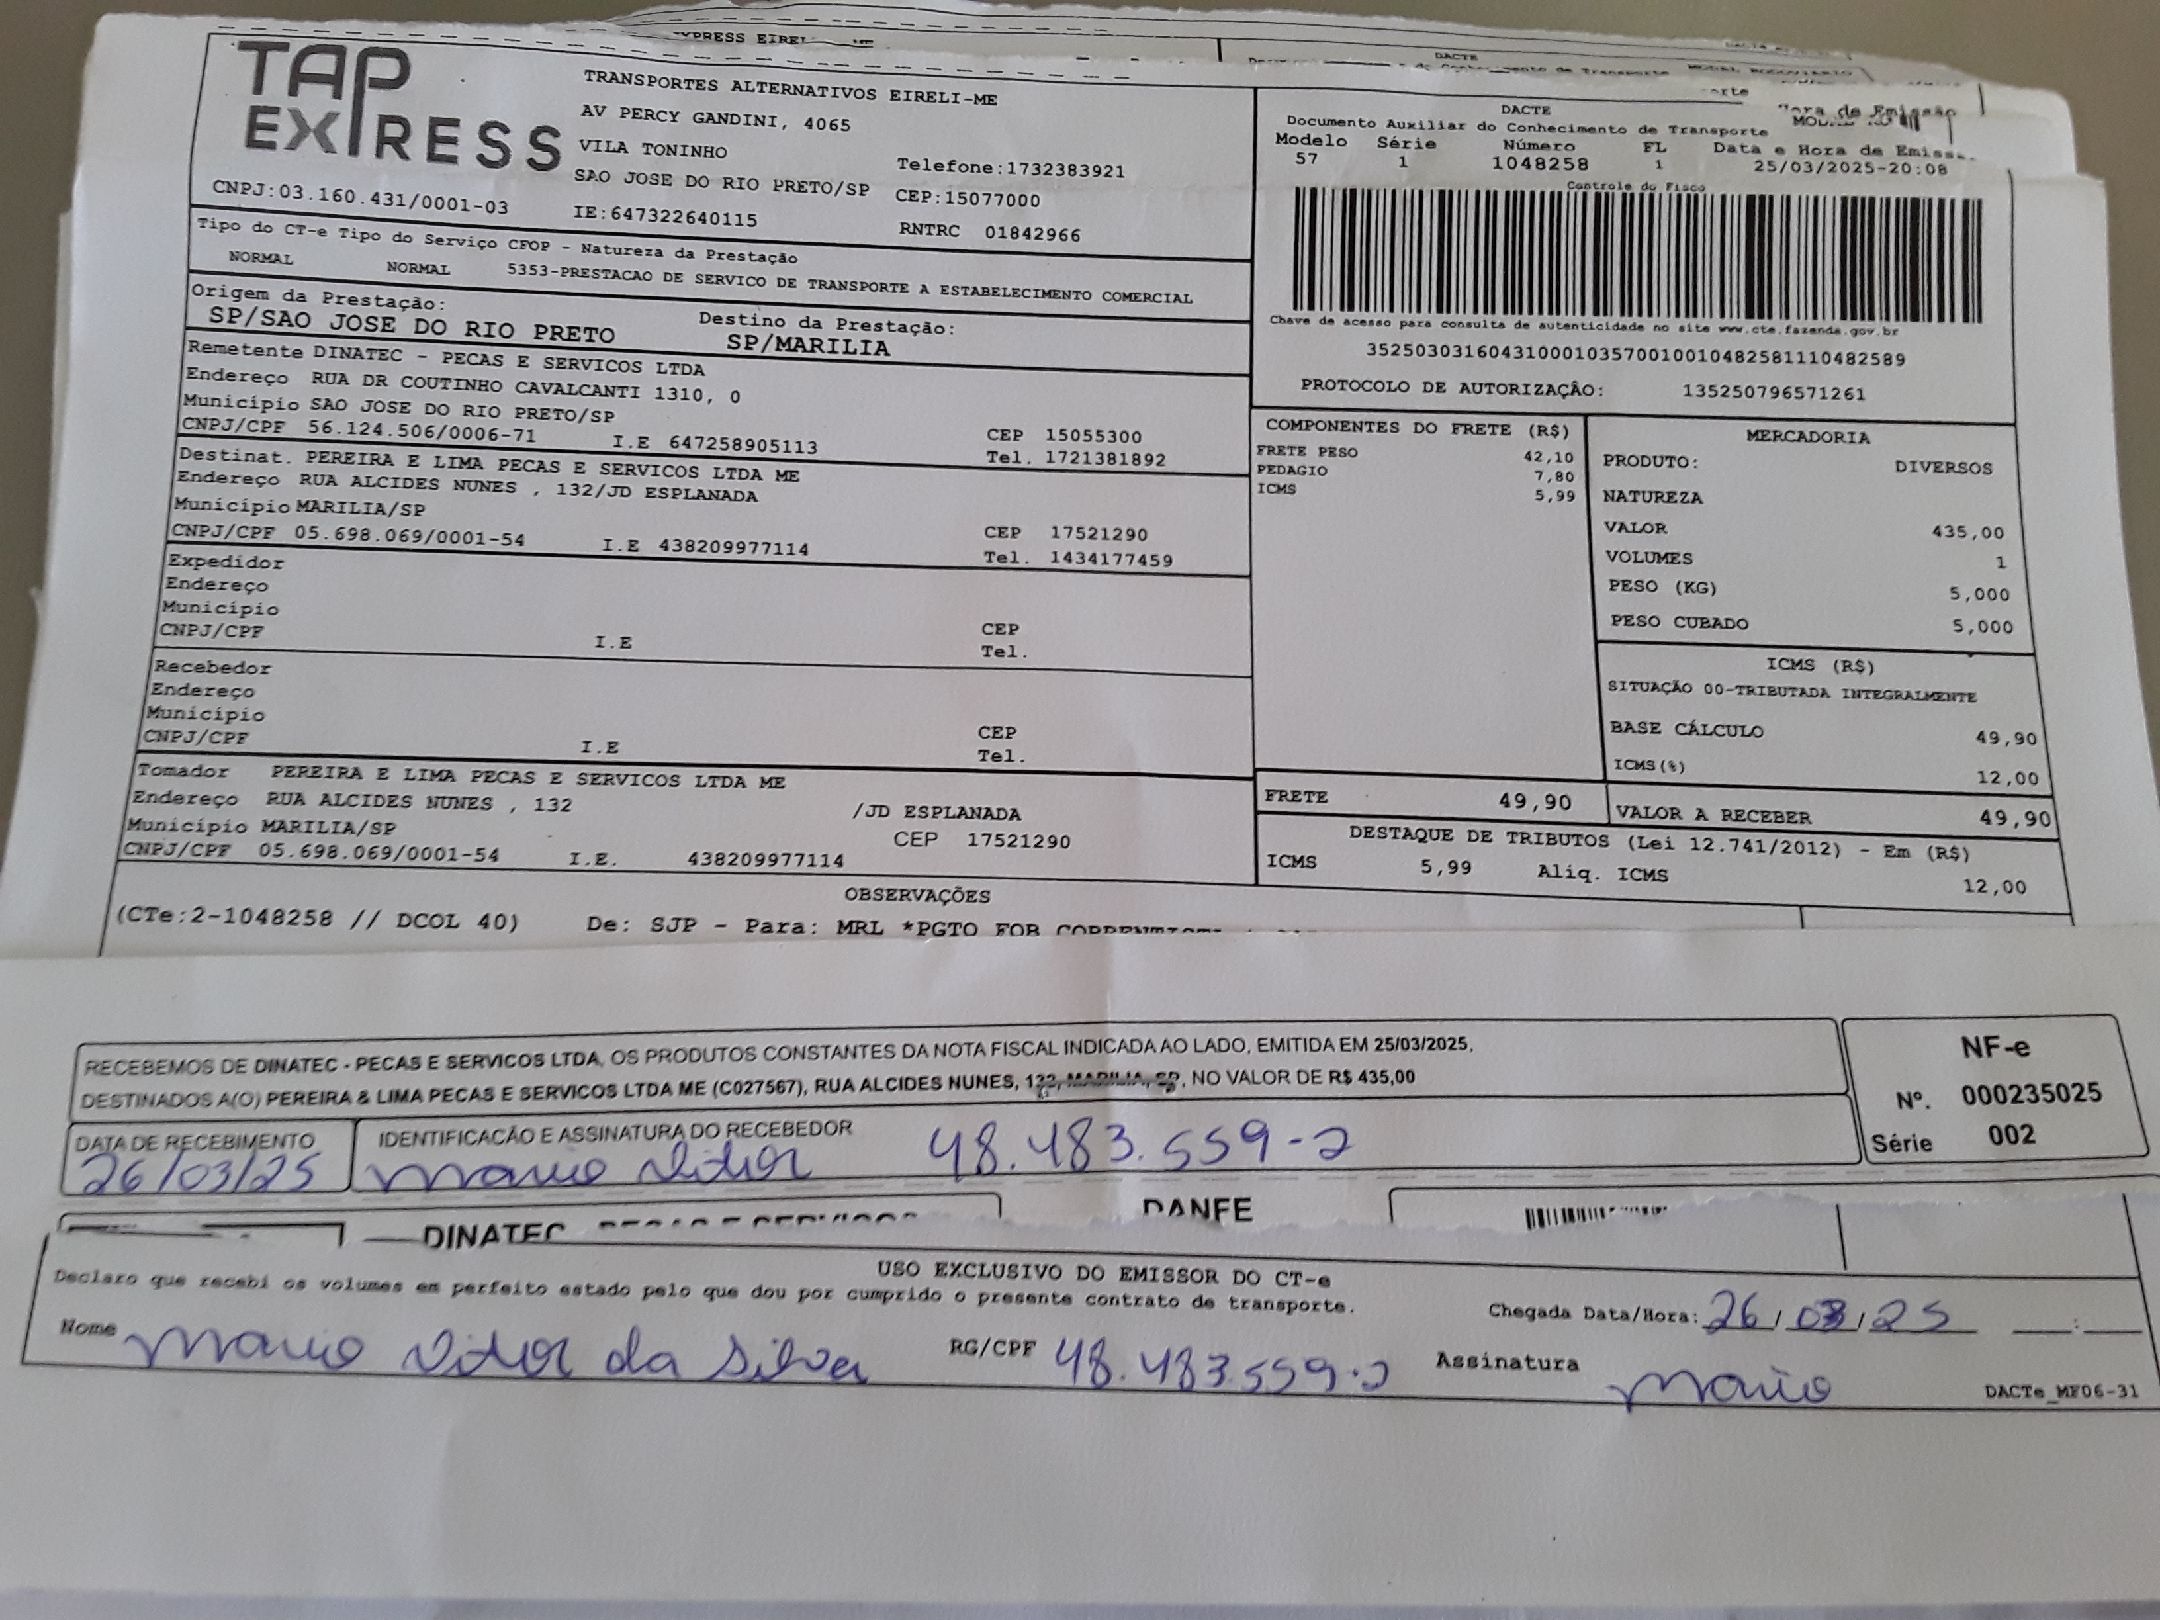 TAP EXPRESS
TRANSPORTES ALTERNATIVOS EIRELI-ME
AV PERCY GANDINI, 4065
VILA TONINHO Telefone:1732383921
SAO JOSE DO RIO PRETO/SP CEP:15077000
CNPJ:03.160.431/0001-03 IE:647322640115 RNTRC 01842966
DACTE
Documento Auxiliar do Conhecimento de Transporte
Modelo Série Número FL Data e Hora de
57 1 1048258 1 25/03/2025-20:08
Controle do Fisco
Chave de acesso para consulta de autenticidade no site www.cte.fazenda.gov.br
35250303160431000103570010010482581110482589
PROTOCOLO DE AUTORIZAÇÃO: 135250796571261
Tipo do CT-e Tipo do Serviço CFOP - Natureza da Prestação
NORMAL NORMAL 5353-PRESTACAO DE SERVICO DE TRANSPORTE A ESTABELECIMENTO COMERCIAL
Origem da Prestação: Destino da Prestação:
SP/SAO JOSE DO RIO PRETO SP/MARILIA
Remetente DINATEC - PECAS E SERVICOS LTDA
Endereço RUA DR COUTINHO CAVALCANTI 1310, 0
Município SAO JOSE DO RIO PRETO/SP CEP 15055300
CNPJ/CPF 56.124.506/0006-71 I.E 647258905113 Tel. 1721381892
Destinat. PEREIRA E LIMA PECAS E SERVICOS LTDA ME
Endereço RUA ALCIDES NUNES , 132/JD ESPLANADA
Município MARILIA/SP CEP 17521290
CNPJ/CPF 05.698.069/0001-54 I.E 438209977114 Tel. 1434177459
Expedidor
Endereço
Município CEP
CNPJ/CPF I.E Tel.
Recebedor
Endereço
Município CEP
CNPJ/CPF I.E Tel.
Tomador PEREIRA E LIMA PECAS E SERVICOS LTDA ME
Endereço RUA ALCIDES NUNES , 132 /JD ESPLANADA
Município MARILIA/SP CEP 17521290
CNPJ/CPF 05.698.069/0001-54 I.E. 438209977114
COMPONENTES DO FRETE (R$)
FRETE PESO 42,10
PEDAGIO 7,80
ICMS 5,99
MERCADORIA
PRODUTO: DIVERSOS
NATUREZA
VALOR 435,00
VOLUMES 1
PESO (KG) 5,000
PESO CUBADO 5,000
ICMS (R$)
SITUAÇÃO 00-TRIBUTADA INTEGRALMENTE
BASE CÁLCULO 49,90
ICMS(%) 12,00
FRETE 49,90 VALOR A RECEBER 49,90
DESTAQUE DE TRIBUTOS (Lei 12.741/2012) - Em (R$)
ICMS 5,99 Aliq. ICMS 12,00
OBSERVAÇÕES
(CTe:2-1048258 // DCOL 40) De: SJP - Para: MRL *PGTO FOB
RECEBEMOS DE DINATEC - PECAS E SERVICOS LTDA, OS PRODUTOS CONSTANTES DA NOTA FISCAL INDICADA AO LADO, EMITIDA EM 25/03/2025,
DESTINADOS A(O) PEREIRA & LIMA PECAS E SERVICOS LTDA ME (C027567), RUA ALCIDES NUNES, 132, MARILIA, SP, NO VALOR DE R$ 435,00
NF-e
Nº. 000235025
Série 002
DATA DE RECEBIMENTO IDENTIFICAÇÃO E ASSINATURA DO RECEBEDOR
26/03/25 Mario Vitor 48.483.559-2
DINATEC DANFE
USO EXCLUSIVO DO EMISSOR DO CT-e
Declaro que recebi os volumes em perfeito estado pelo que dou por cumprido o presente contrato de transporte. Chegada Data/Hora: 26/03/25
Nome Mario Vitor da Silva RG/CPF 48.483.559-2 Assinatura Mario
DACTe_MF06-31